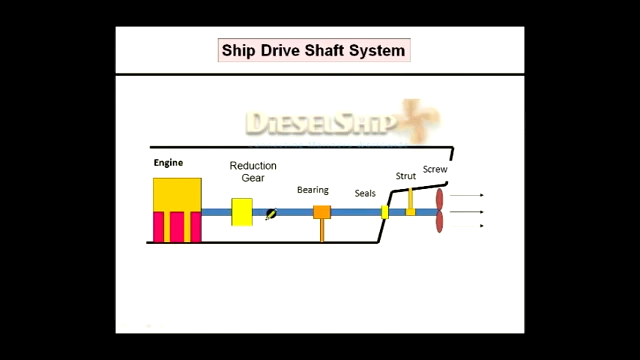 Ship Drive Shaft System
DIESELSHIP
Engine
Reduction
Gear
Bearing
Seals
Strut
Screw